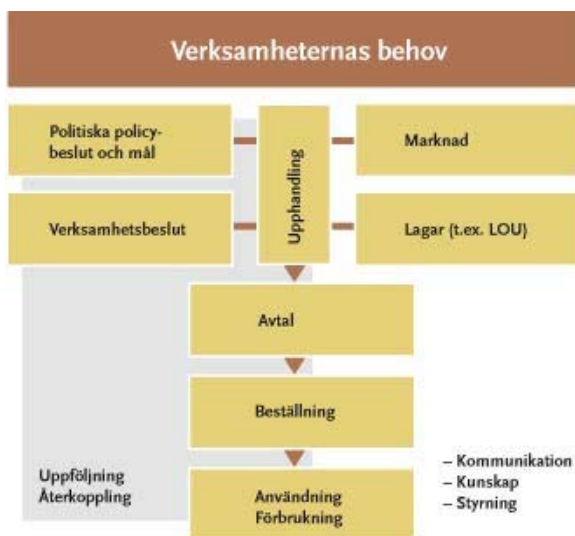 Verksamheternas behov
Politiska policy-
beslut och mål
Upphandling
Marknad
Verksamhetsbeslut
Lagar (t.ex. LOU)
Avtal
Beställning
Uppföljning
Återkoppling
Användning
Förbrukning
– Kommunikation
– Kunskap
– Styrning